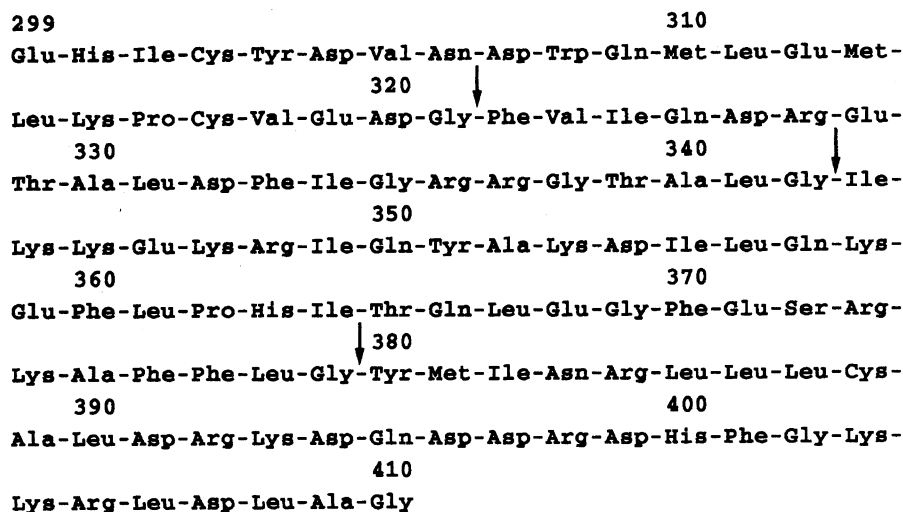 299 310
Glu-His-Ile-Cys-Tyr-Asp-Val-Asn-Asp-Trp-Gln-Met-Leu-Glu-Met-
320
Leu-Lys-Pro-Cys-Val-Glu-Asp-Gly-Phe-Val-Ile-Gln-Asp-Arg-Glu-
330 340
Thr-Ala-Leu-Asp-Phe-Ile-Gly-Arg-Arg-Gly-Thr-Ala-Leu-Gly-Ile-
350
Lys-Lys-Glu-Lys-Arg-Ile-Gln-Tyr-Ala-Lys-Asp-Ile-Leu-Gln-Lys-
360 370
Glu-Phe-Leu-Pro-His-Ile-Thr-Gln-Leu-Glu-Gly-Phe-Glu-Ser-Arg-
380
Lys-Ala-Phe-Phe-Leu-Gly-Tyr-Met-Ile-Asn-Arg-Leu-Leu-Leu-Cys-
390 400
Ala-Leu-Asp-Arg-Lys-Asp-Gln-Asp-Asp-Arg-Asp-His-Phe-Gly-Lys-
410
Lys-Arg-Leu-Asp-Leu-Ala-Gly